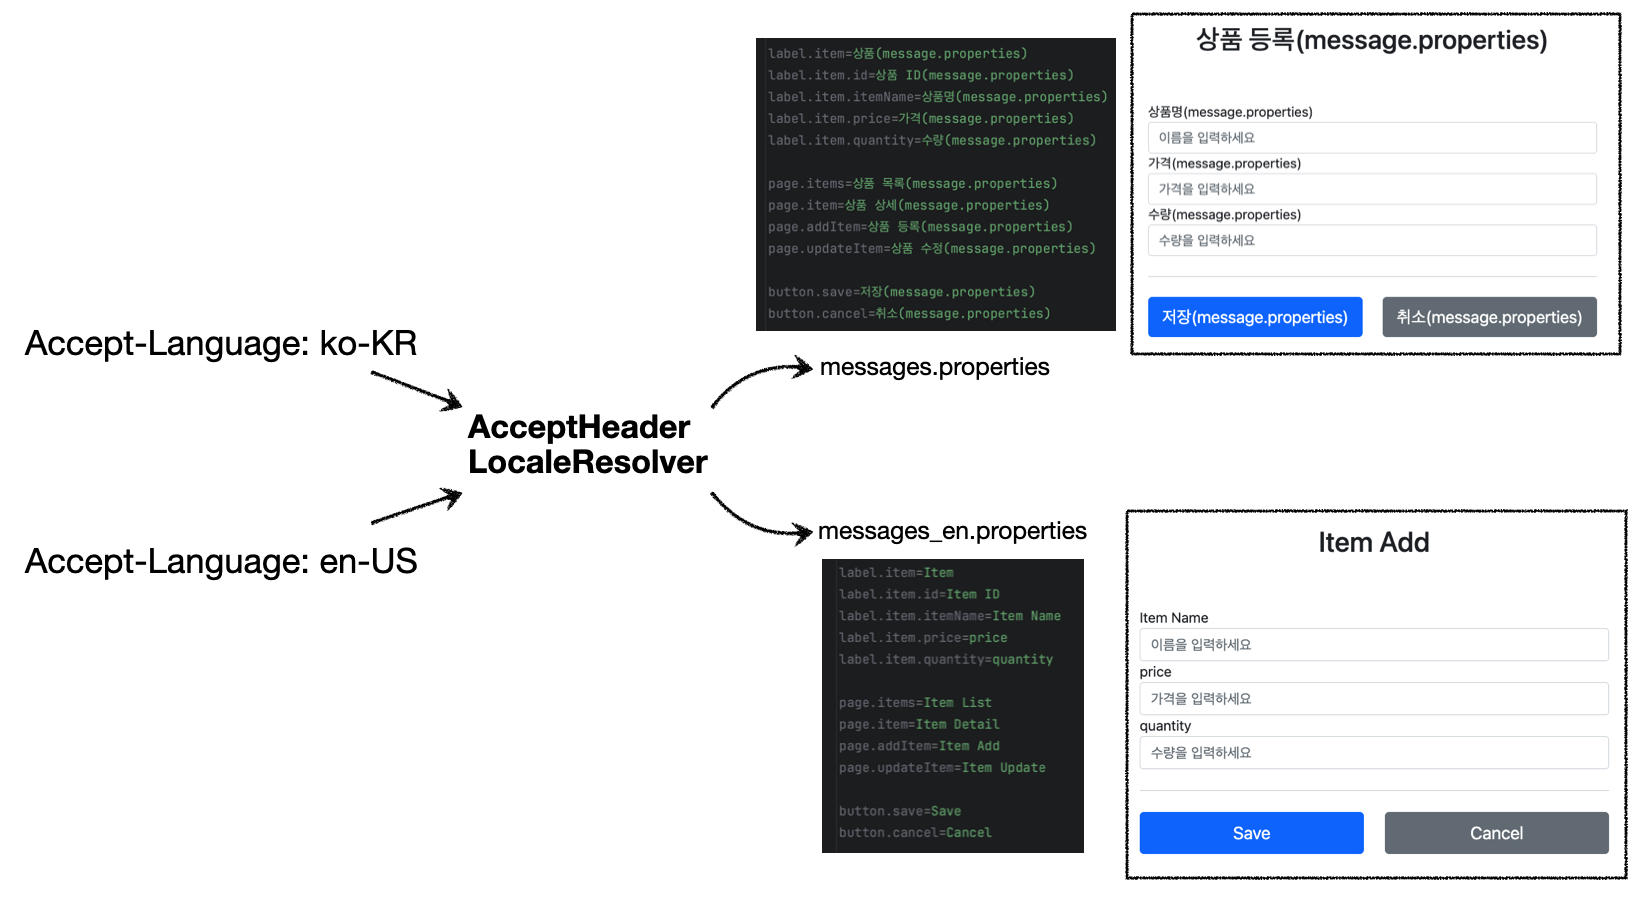 Accept-Language: ko-KR
Accept-Language: en-US
AcceptHeader
LocaleResolver
label.item=상품(message.properties)
label.item.id=상품 ID(message.properties)
label.item.itemName=상품명(message.properties)
label.item.price=가격(message.properties)
label.item.quantity=수량(message.properties)
page.items=상품 목록(message.properties)
page.item=상품 상세(message.properties)
page.addItem=상품 등록(message.properties)
page.updateItem=상품 수정(message.properties)
button.save=저장(message.properties)
button.cancel=취소(message.properties)
messages.properties
상품 등록(message.properties)
상품명(message.properties)
이름을 입력하세요
가격(message.properties)
가격을 입력하세요
수량(message.properties)
수량을 입력하세요
저장(message.properties)
취소(message.properties)
messages_en.properties
label.item=Item
label.item.id=Item ID
label.item.itemName=Item Name
label.item.price=price
label.item.quantity=quantity
page.items=Item List
page.item=Item Detail
page.addItem=Item Add
page.updateItem=Item Update
button.save=Save
button.cancel=Cancel
Item Add
Item Name
이름을 입력하세요
price
가격을 입력하세요
quantity
수량을 입력하세요
Save
Cancel